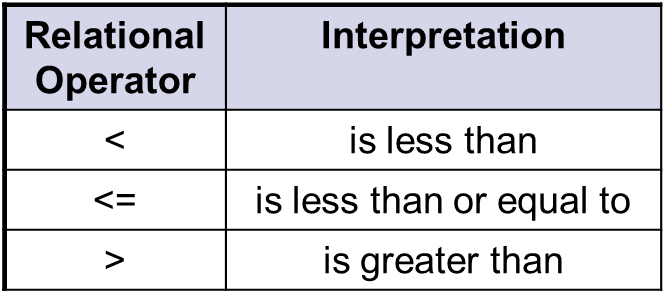 Relational Operator Interpretation
< is less than
<= is less than or equal to
> is greater than